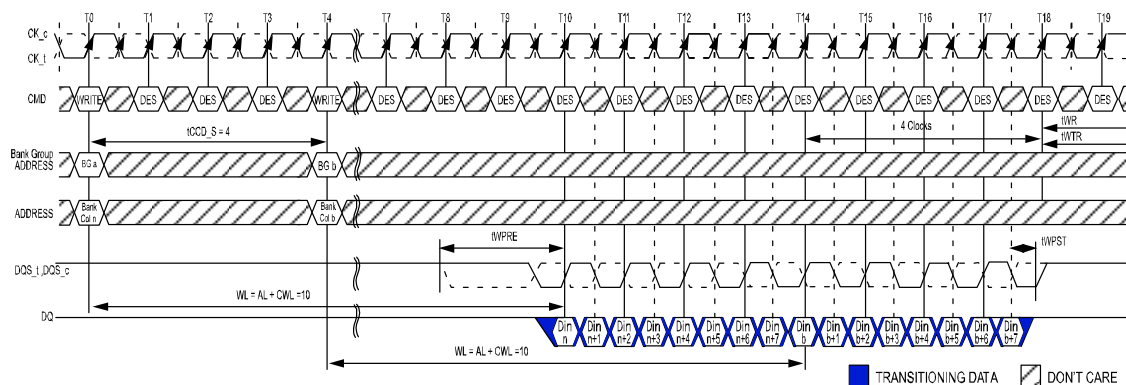 T0 T1 T2 T3 T4 T7 T8 T9 T10 T11 T12 T13 T14 T15 T16 T17 T18 T19
CK_c
CK_t
CMD WRITE DES DES DES WRITE DES DES DES DES DES DES DES DES DES DES DES DES DES
tCCD_S = 4
4 Clocks
tWR
tWTR
Bank Group
ADDRESS
BG a
BG b
ADDRESS
Bank
Col n
Bank
Col b
tWPRE
tWPST
DQS_t ,DQS_c
WL = AL + CWL =10
DQ
Din n
Din n+1
Din n+2
Din n+3
Din n+4
Din n+5
Din n+6
Din n+7
Din b
Din b+1
Din b+2
Din b+3
Din b+4
Din b+5
Din b+6
Din b+7
WL = AL + CWL =10
TRANSITIONING DATA
DON'T CARE